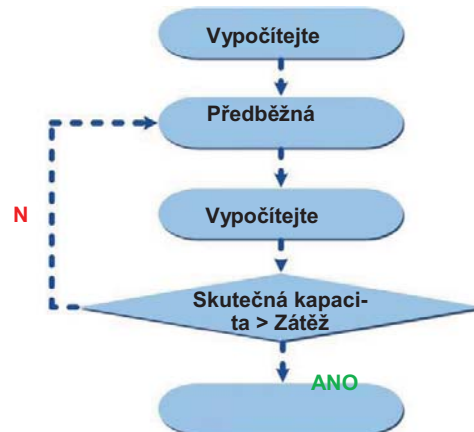 Vypočítejte
Předběžná
N
Vypočítejte
Skutečná kapaci-
ta > Zátěž
ANO